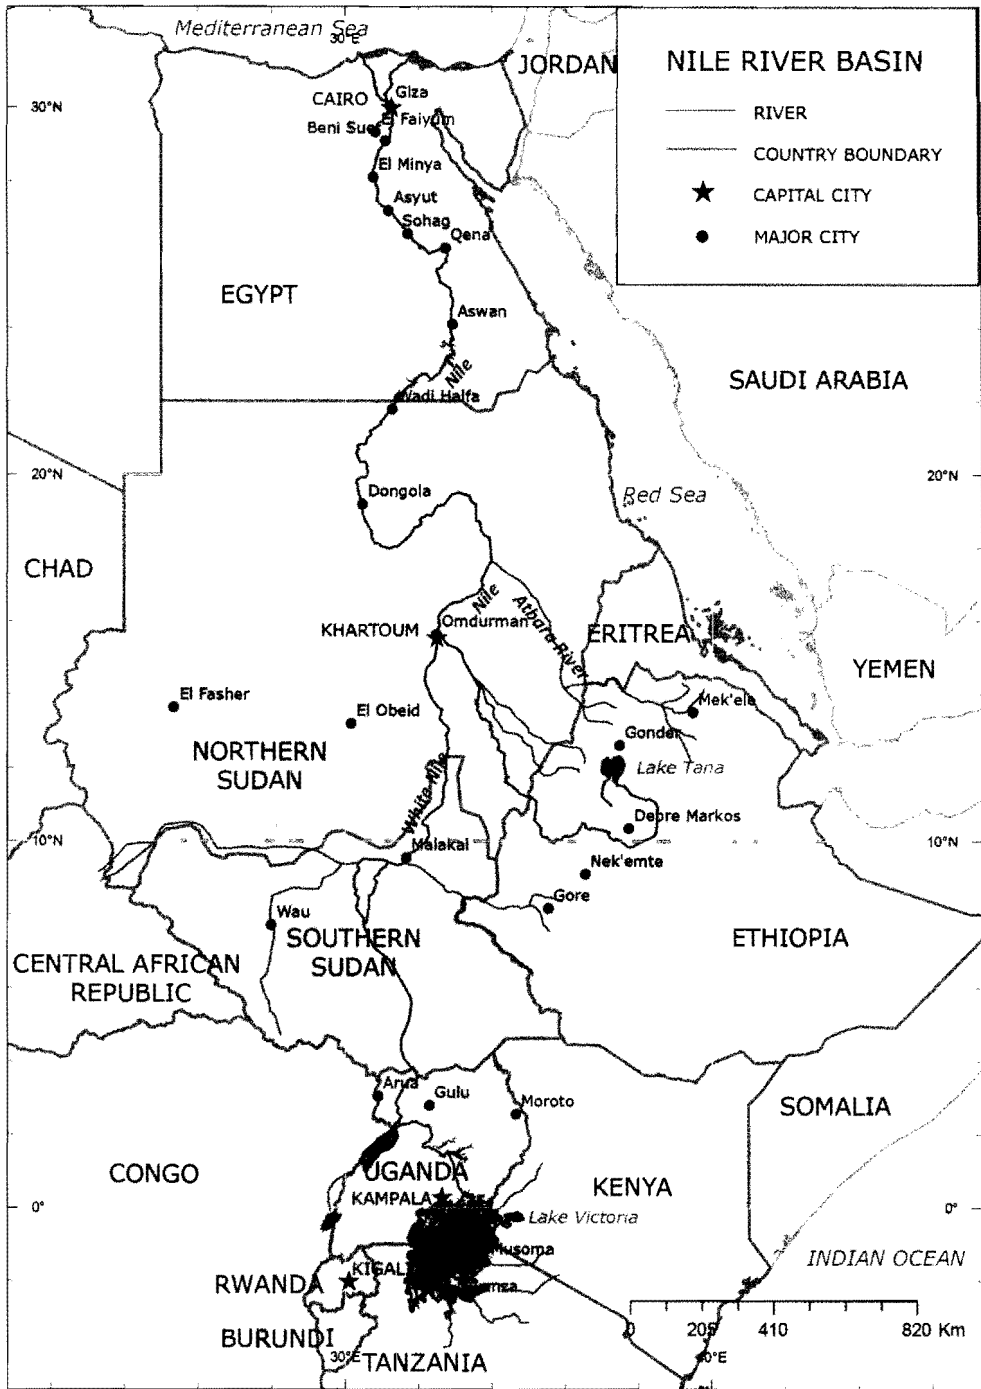 Mediterranean Sea
30°E
JORDAN
NILE RIVER BASIN
RIVER
COUNTRY BOUNDARY
CAPITAL CITY
MAJOR CITY
30°N
CAIRO
Giza
El Faiyum
Beni Suef
El Minya
Asyut
Sohag
Qena
EGYPT
Aswan
Nile
SAUDI ARABIA
Wadi Halfa
20°N
20°N
Dongola
Red Sea
CHAD
Nile
Atbara River
Omdurman
KHARTOUM
ERITREA
YEMEN
El Fasher
El Obeid
Mek'ele
Gonder
NORTHERN
SUDAN
Lake Tana
White Nile
Debre Markos
10°N
10°N
Malakal
Nek'emte
Gore
Wau
SOUTHERN
SUDAN
ETHIOPIA
CENTRAL AFRICAN
REPUBLIC
Arua
Gulu
Moroto
SOMALIA
CONGO
UGANDA
KENYA
KAMPALA
0°
0°
Lake Victoria
Musoma
INDIAN OCEAN
KIGALI
RWANDA
BURUNDI
0
205
410
820 Km
30°E
TANZANIA